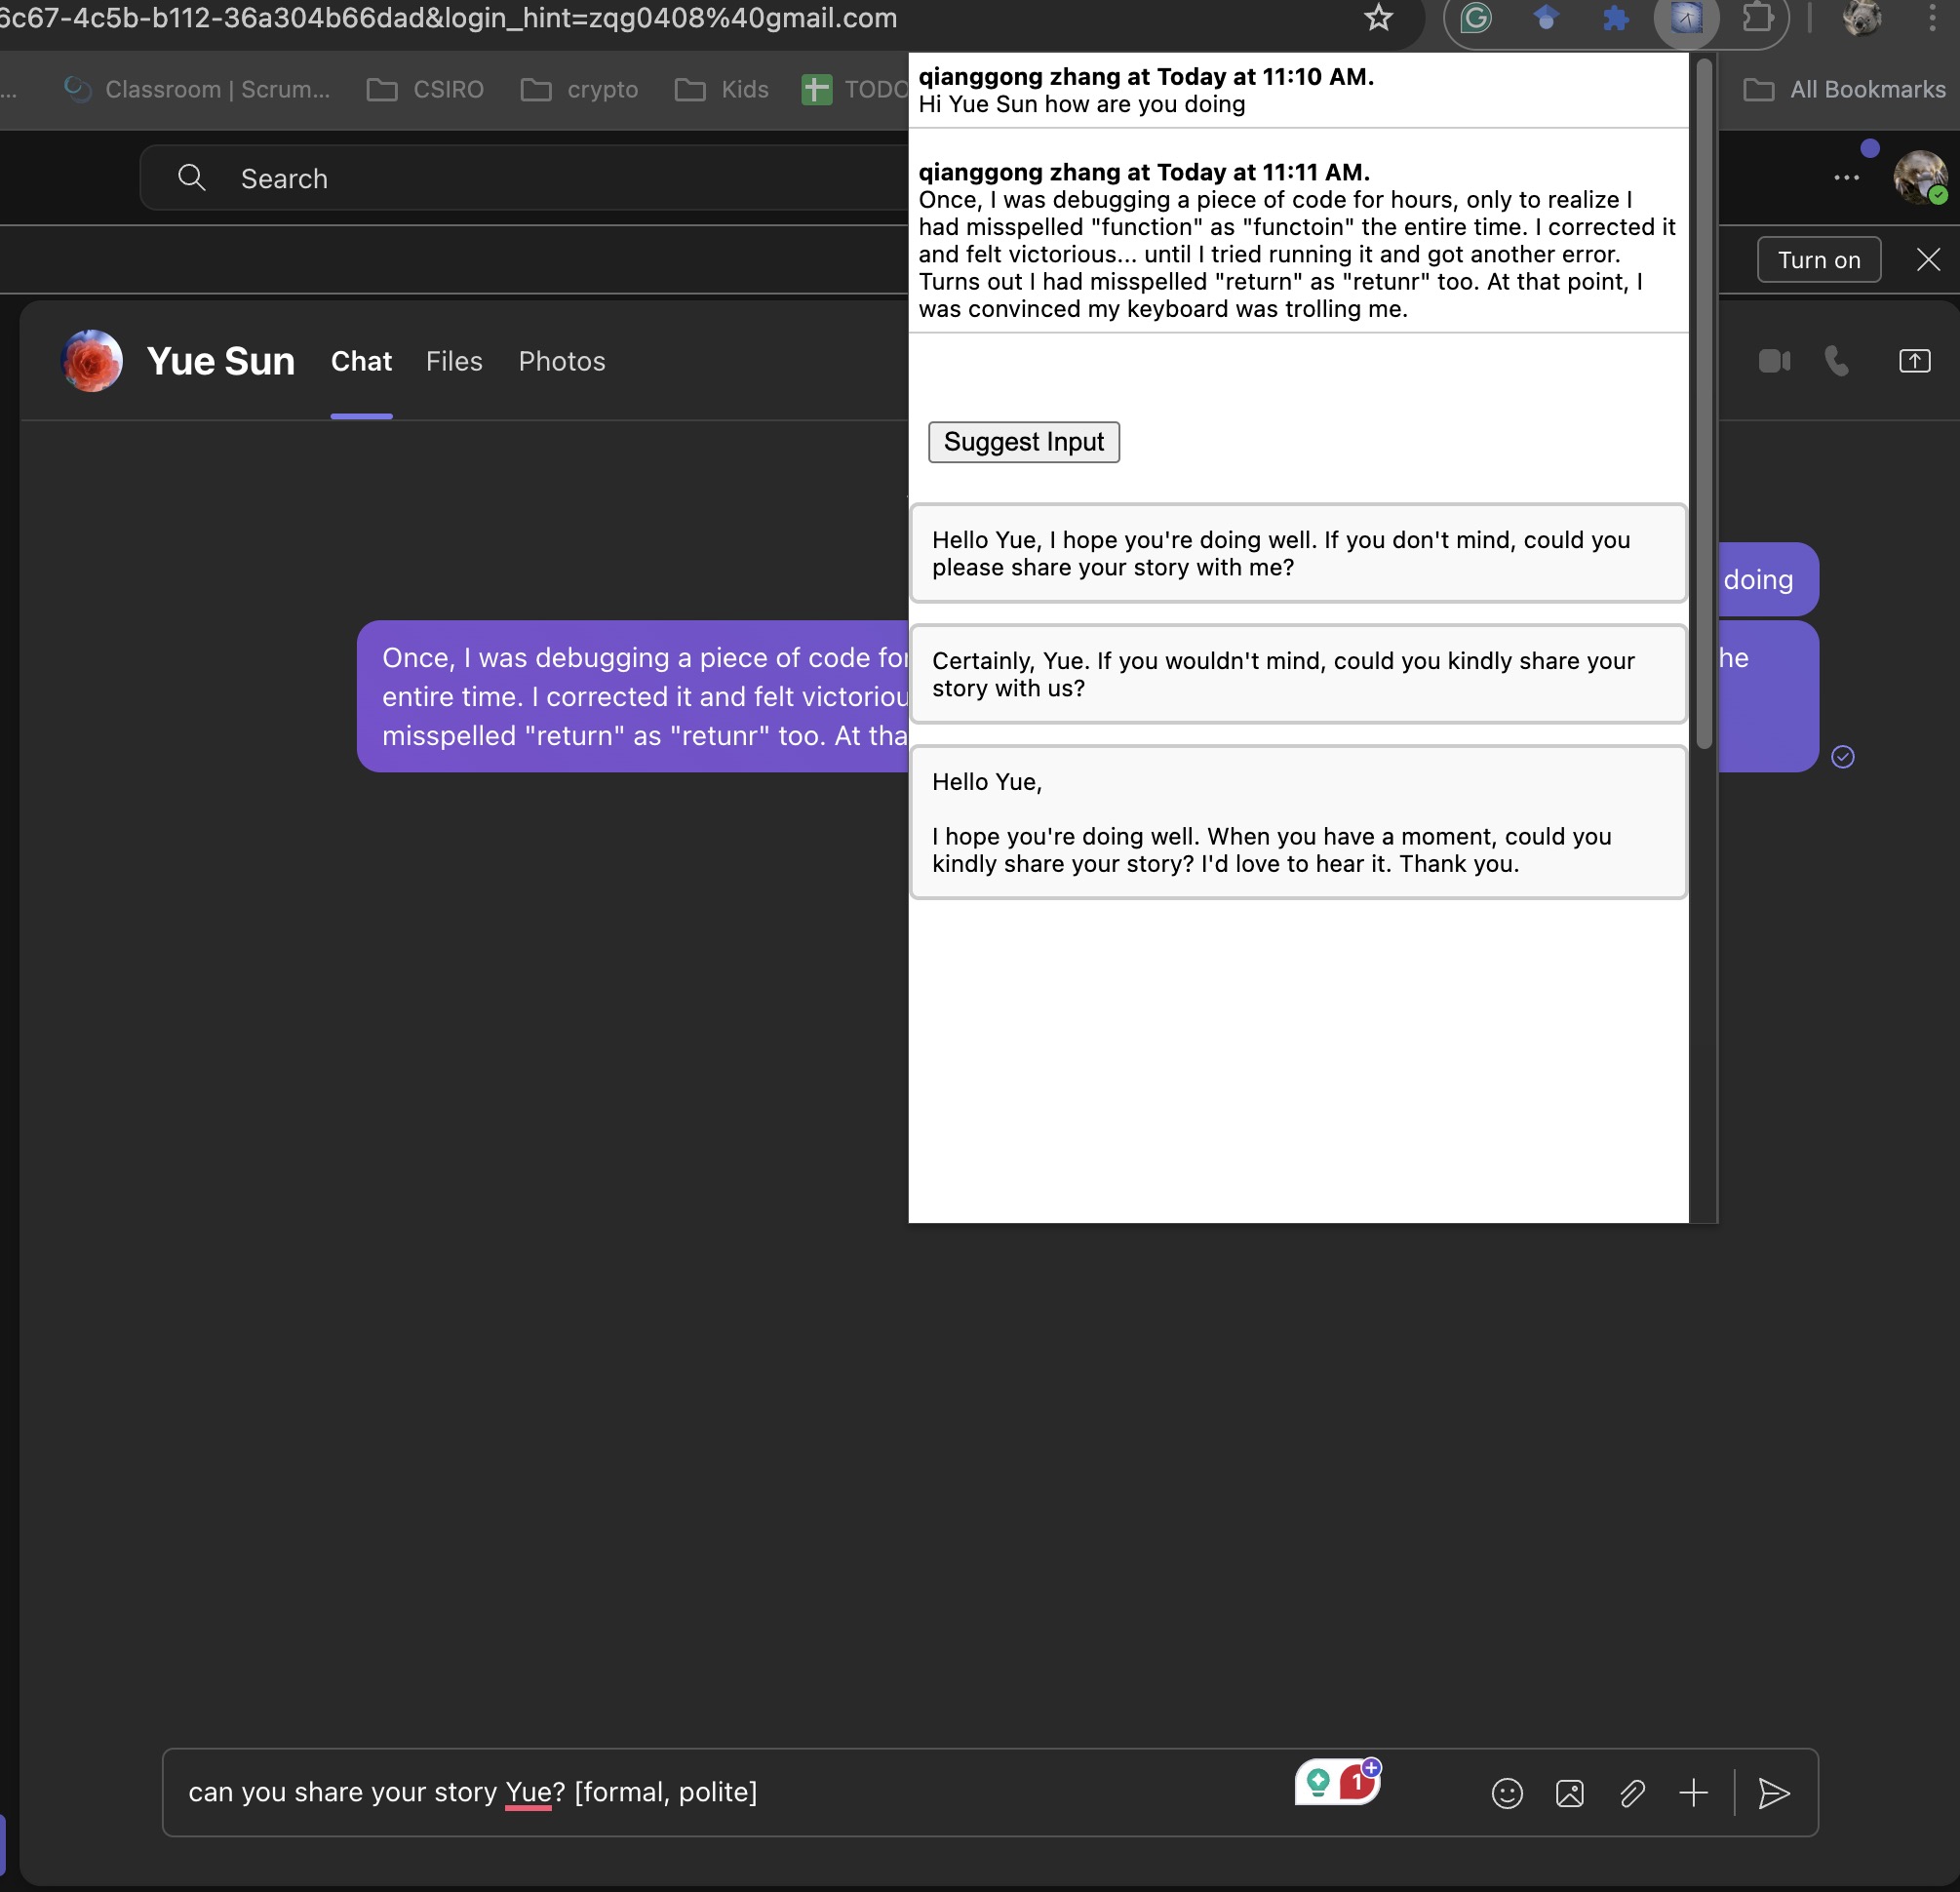 6c67-4c5b-b112-36a304b66dad&login_hint=zqg0408%40gmail.com
... Classroom | Scrum... CSIRO crypto Kids TODO All Bookmarks
Search
Turn on
Yue Sun Chat Files Photos
qianggong zhang at Today at 11:10 AM.
Hi Yue Sun how are you doing
qianggong zhang at Today at 11:11 AM.
Once, I was debugging a piece of code for hours, only to realize I
had misspelled "function" as "functoin" the entire time. I corrected it
and felt victorious... until I tried running it and got another error.
Turns out I had misspelled "return" as "retunr" too. At that point, I
was convinced my keyboard was trolling me.
Suggest Input
Hello Yue, I hope you're doing well. If you don't mind, could you
please share your story with me?
Certainly, Yue. If you wouldn't mind, could you kindly share your
story with us?
Hello Yue,
I hope you're doing well. When you have a moment, could you
kindly share your story? I'd love to hear it. Thank you.
doing
Once, I was debugging a piece of code for he
entire time. I corrected it and felt victoriou
misspelled "return" as "retunr" too. At tha
can you share your story Yue? [formal, polite]
1